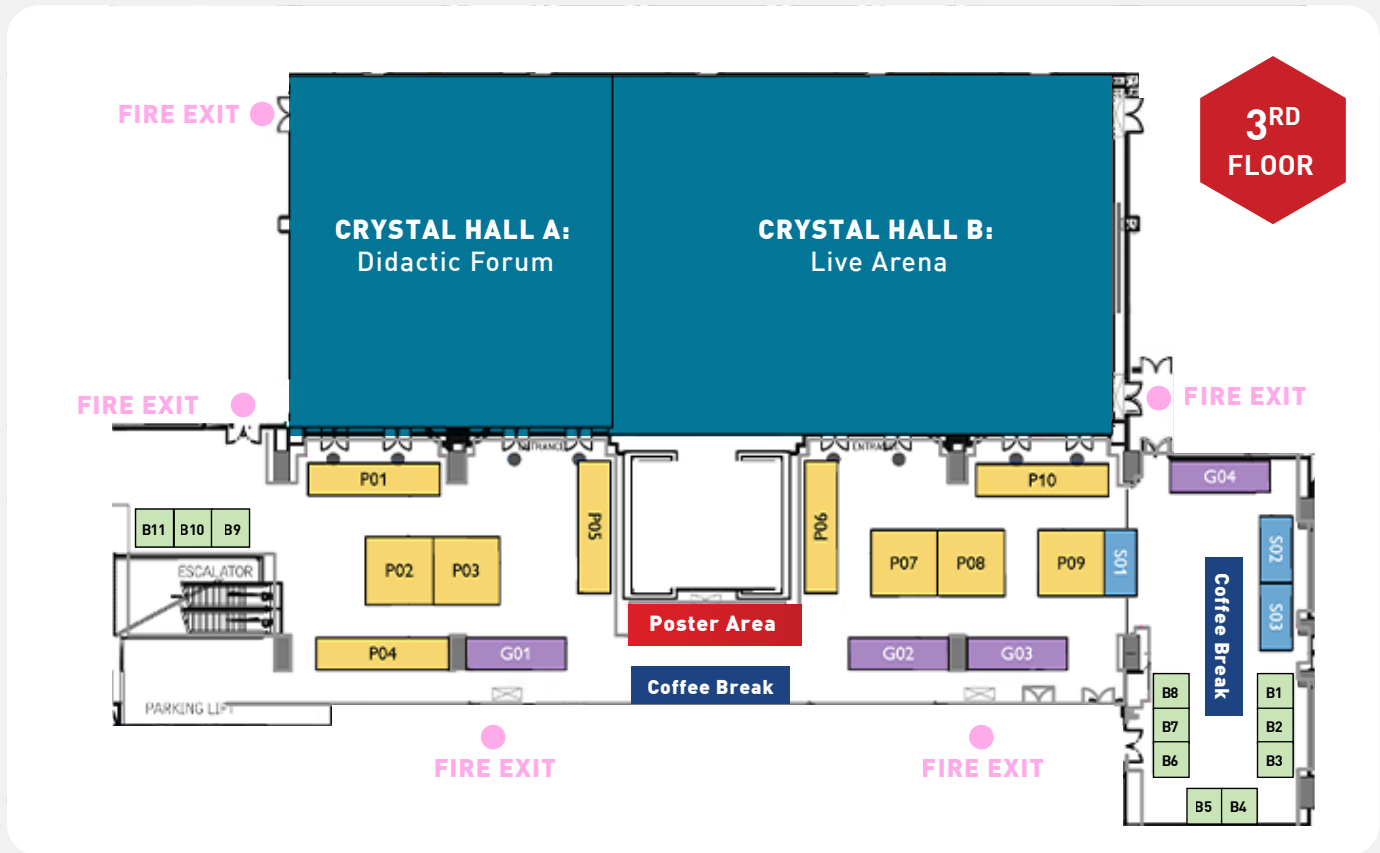 FIRE EXIT
3RD
FLOOR
CRYSTAL HALL A:
Didactic Forum
CRYSTAL HALL B:
Live Arena
FIRE EXIT
FIRE EXIT
ENTRANCE
ENTRANCE
P01
P05
P06
P10
G04
B11 B10 B9
P02 P03
P07 P08
P09 S01
S02
S03
ESCALATOR
Coffee Break
Poster Area
P04 G01
G02 G03
Coffee Break
PARKING LIFT
B8 B1
B7 B2
B6 B3
B5 B4
FIRE EXIT
FIRE EXIT